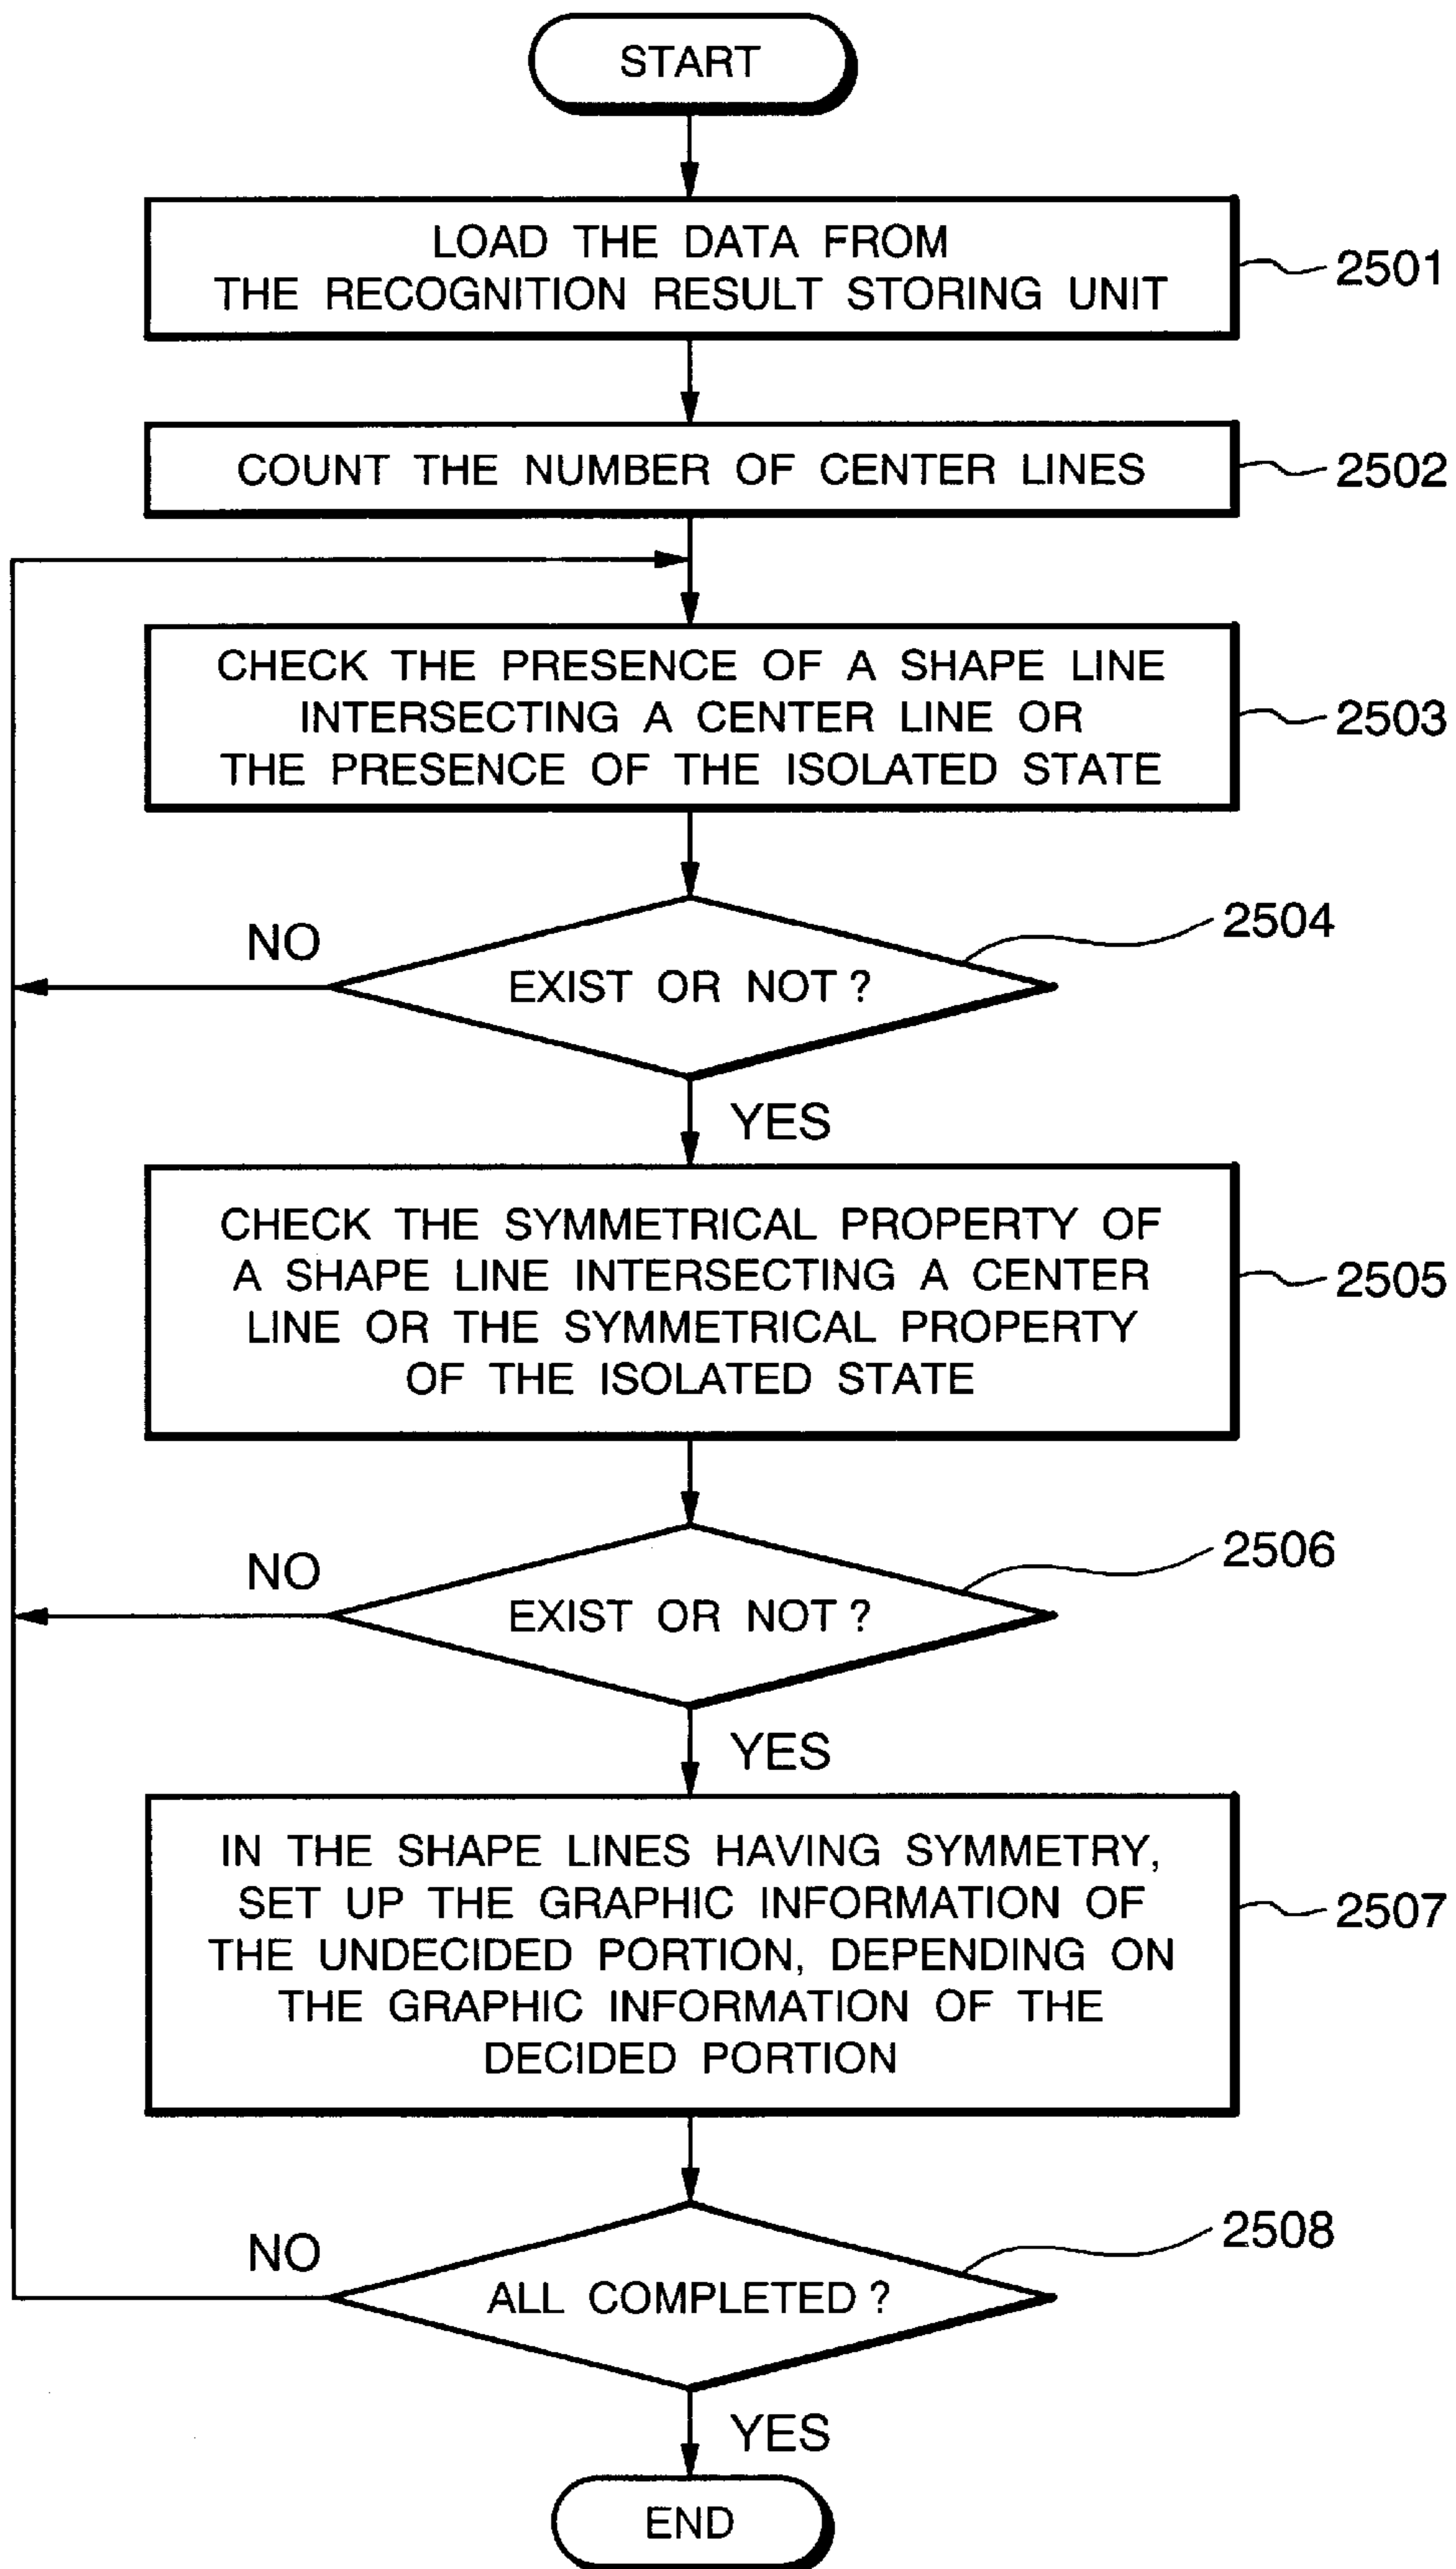 START
LOAD THE DATA FROM
THE RECOGNITION RESULT STORING UNIT
2501
COUNT THE NUMBER OF CENTER LINES
2502
CHECK THE PRESENCE OF A SHAPE LINE
INTERSECTING A CENTER LINE OR
THE PRESENCE OF THE ISOLATED STATE
2503
NO
EXIST OR NOT ?
2504
YES
CHECK THE SYMMETRICAL PROPERTY OF
A SHAPE LINE INTERSECTING A CENTER
LINE OR THE SYMMETRICAL PROPERTY
OF THE ISOLATED STATE
2505
NO
EXIST OR NOT ?
2506
YES
IN THE SHAPE LINES HAVING SYMMETRY,
SET UP THE GRAPHIC INFORMATION OF
THE UNDECIDED PORTION, DEPENDING ON
THE GRAPHIC INFORMATION OF THE
DECIDED PORTION
2507
NO
ALL COMPLETED ?
2508
YES
END